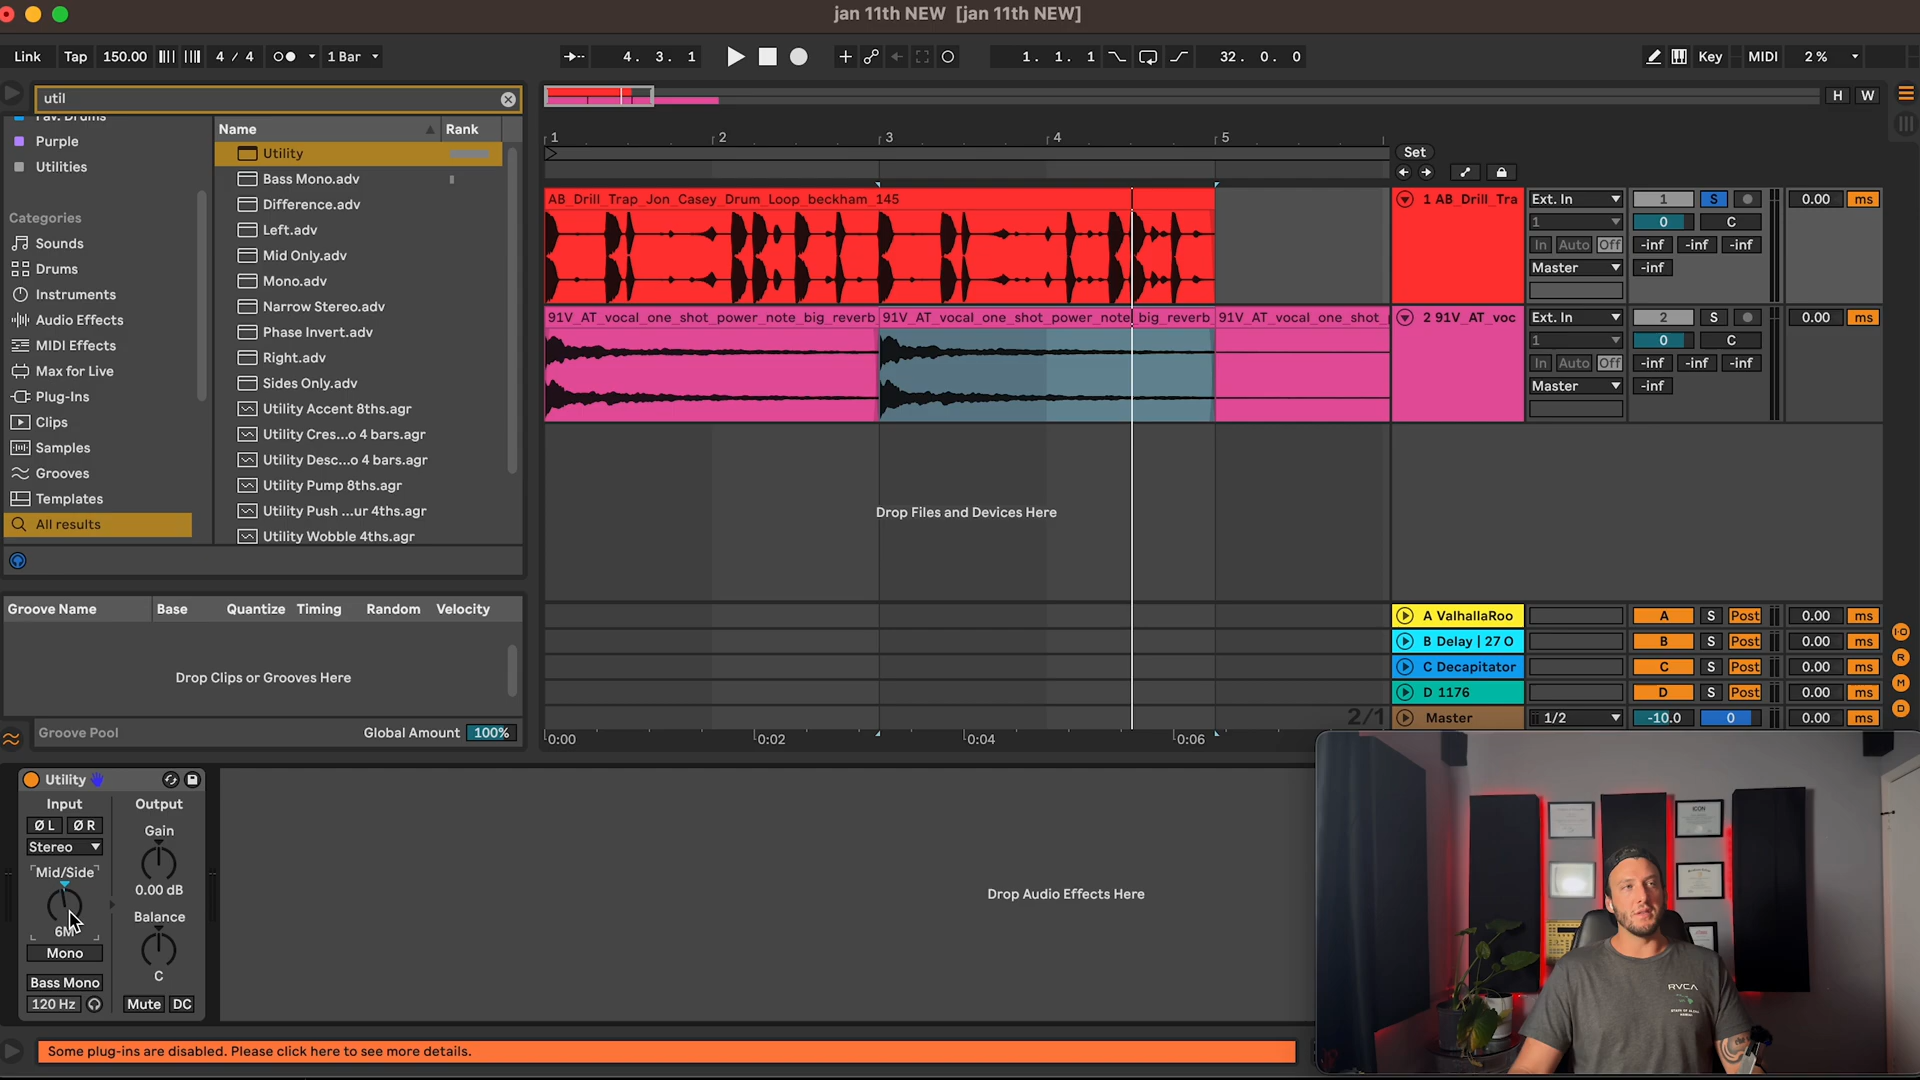 jan 11th NEW [jan 11th NEW]
Link Tap 150.00 4 / 4 1 Bar 4. 3. 1 1. 1. 1 32. 0. 0 Key MIDI 2 %
util
H W
Fav. Drums
Purple
Utilities
Categories
Sounds
Drums
Instruments
Audio Effects
MIDI Effects
Max for Live
Plug-Ins
Clips
Samples
Grooves
Templates
All results
Name Rank
Utility
Bass Mono.adv
Difference.adv
Left.adv
Mid Only.adv
Mono.adv
Narrow Stereo.adv
Phase Invert.adv
Right.adv
Sides Only.adv
Utility Accent 8ths.agr
Utility Cres...o 4 bars.agr
Utility Desc...o 4 bars.agr
Utility Pump 8ths.agr
Utility Push ...ur 4ths.agr
Utility Wobble 4ths.agr
1 2 3 4 5
Set
AB_Drill_Trap_Jon_Casey_Drum_Loop_beckham_145
1 AB_Drill_Tra Ext. In 1 S 0.00 ms
1 0 C
In Auto Off -inf -inf -inf
Master -inf
91V_AT_vocal_one_shot_power_note_big_reverb 91V_AT_vocal_one_shot_power_note_big_reverb 91V_AT_vocal_one_shot_
2 91V_AT_voc Ext. In 2 S 0.00 ms
1 0 C
In Auto Off -inf -inf -inf
Master -inf
Drop Files and Devices Here
A ValhallaRoo A S Post 0.00 ms
B Delay | 27 O B S Post 0.00 ms
C Decapitator C S Post 0.00 ms
D 1176 D S Post 0.00 ms
2/1 Master 1/2 -10.0 0 0.00 ms
I·O
R
M
D
0:00 0:02 0:04 0:06
Groove Name Base Quantize Timing Random Velocity
Drop Clips or Grooves Here
Groove Pool Global Amount 100%
Utility
Input Output
Ø L Ø R
Gain
Stereo
0.00 dB
Mid/Side
6M
Balance
Mono
C
Bass Mono
120 Hz Mute DC
Drop Audio Effects Here
Some plug-ins are disabled. Please click here to see more details.
ICON
RVCA